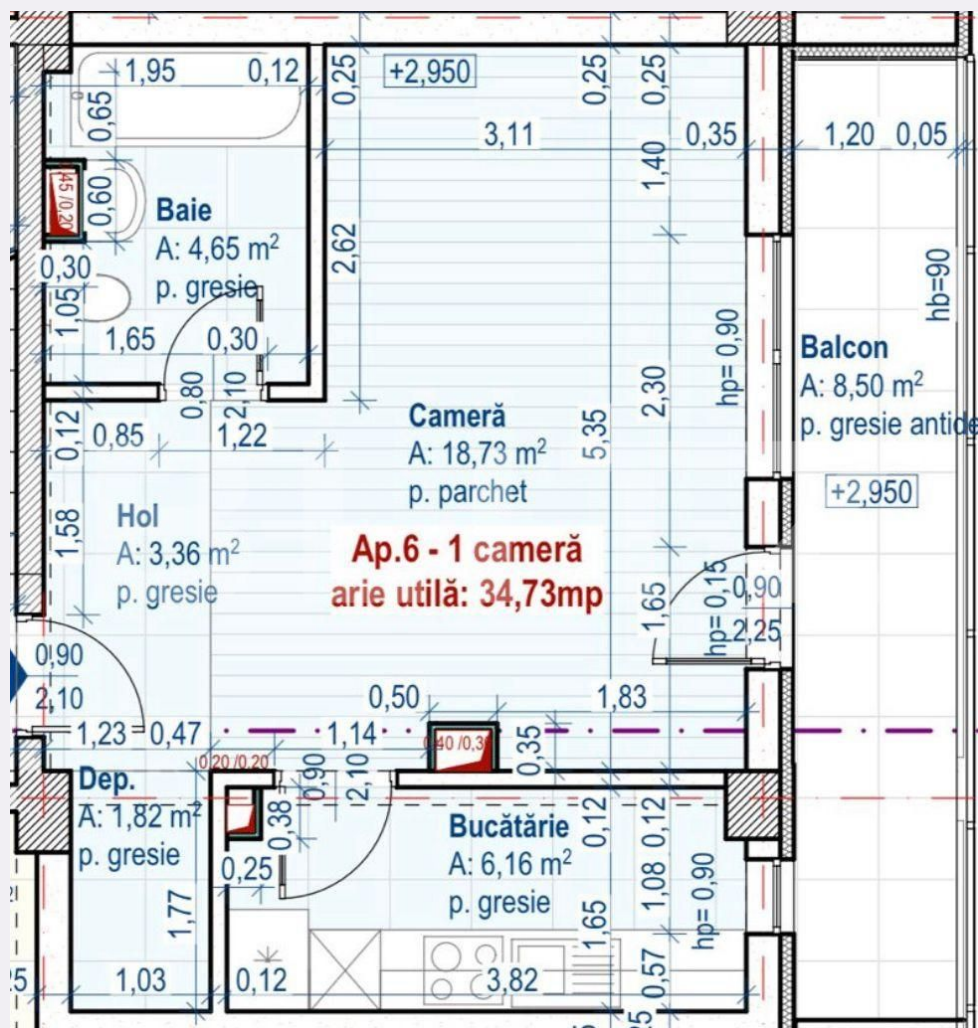 1,95
0,12
0,25
+2,950
0,25
0,25
0,65
3,11
0,35
1,20
0,05
1,40
45 /0,20
0,60
Baie
A: 4,65 m²
p. gresie
2,62
0,30
1,05
1,65
0,30
hb=90
hp= 0,90
Balcon
A: 8,50 m²
p. gresie antide
+2,950
0,80
2,10
2,30
0,12
0,85
1,22
Cameră
A: 18,73 m²
p. parchet
5,35
1,58
Hol
A: 3,36 m²
p. gresie
Ap.6 - 1 cameră
arie utilă: 34,73mp
1,65
hp= 0,15
0,90
2,25
0,90
2,10
0,50
1,83
1,23
0,47
1,14
0,20 /0,20
0,35
Dep.
A: 1,82 m²
p. gresie
0,90
2,10
0,38
0,25
Bucătărie
A: 6,16 m²
p. gresie
0,12
0,12
1,08
hp= 0,90
1,77
1,65
0,57
1,03
0,12
3,82